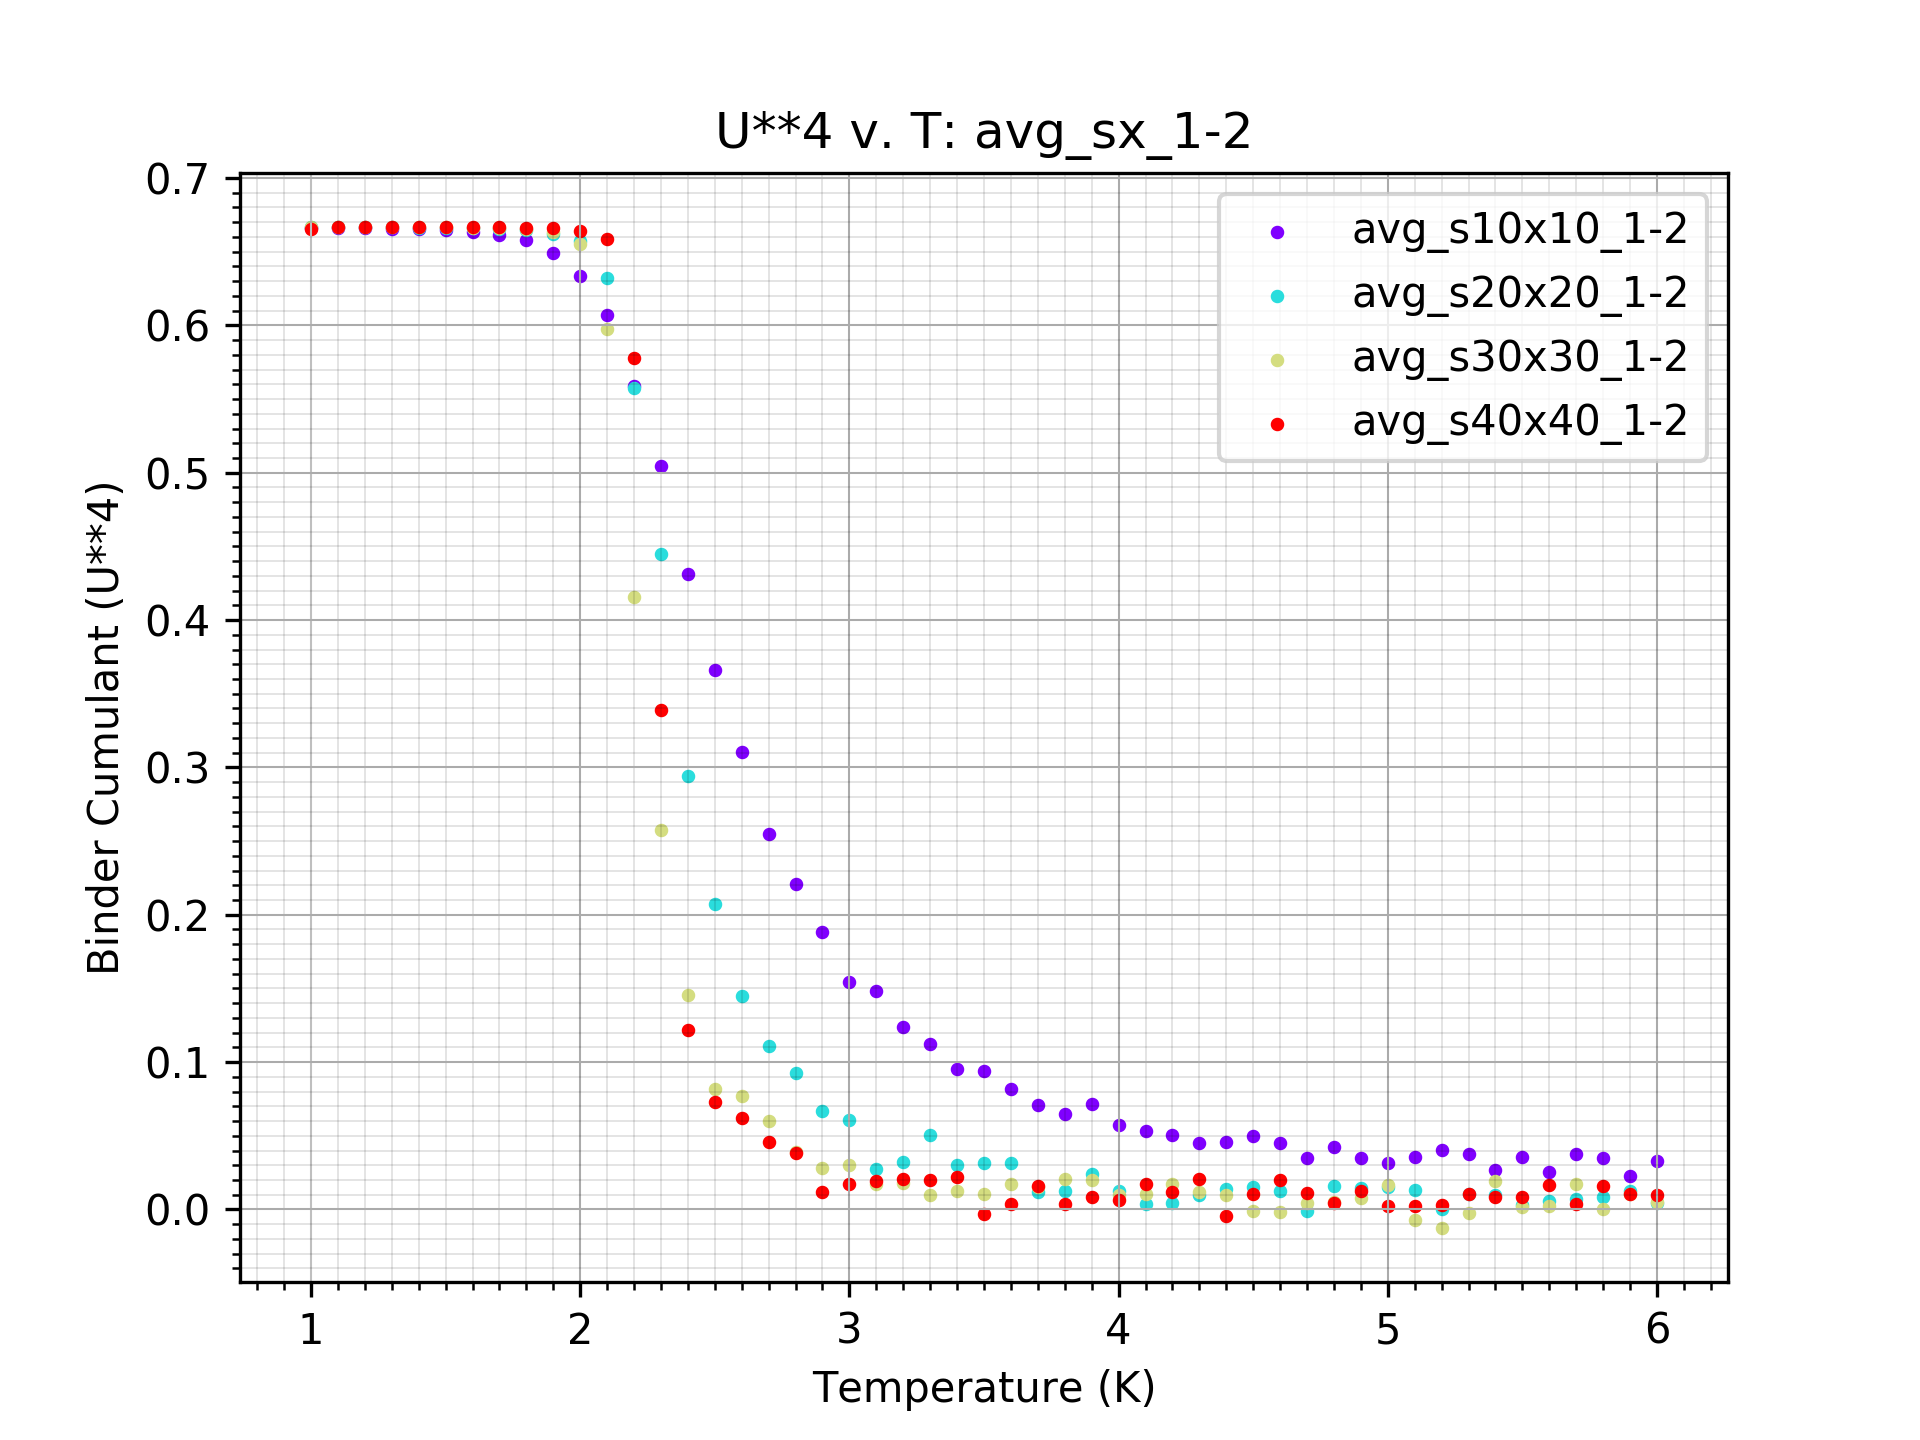 U**4 v. T: avg_sx_1-2
0.7
0.6
0.5
0.4
0.3
0.2
0.1
0.0
Binder Cumulant (U**4)
avg_s10x10_1-2
avg_s20x20_1-2
avg_s30x30_1-2
avg_s40x40_1-2
1 2 3 4 5 6
Temperature (K)